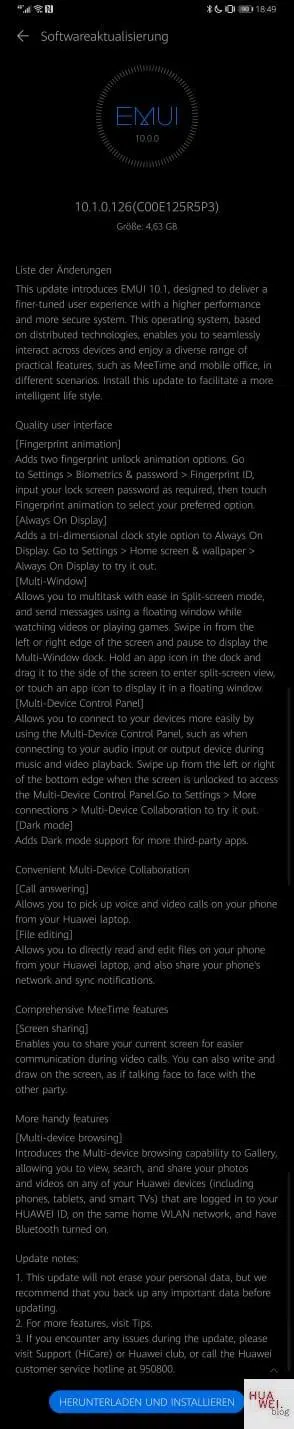 18:49
Softwareaktualisierung
EMUI
10.0.0
10.1.0.126(C00E125R5P3)
Größe: 4,63 GB
Liste der Änderungen
This update introduces EMUI 10.1, designed to deliver a
finer-tuned user experience with a higher performance
and more secure system. This operating system, based
on distributed technologies, enables you to seamlessly
interact across devices and enjoy a diverse range of
practical features, such as MeeTime and mobile office, in
different scenarios. Install this update to facilitate a more
intelligent life style.
Quality user interface
[Fingerprint animation]
Adds two fingerprint unlock animation options. Go
to Settings > Biometrics & password > Fingerprint ID,
input your lock screen password as required, then touch
Fingerprint animation to select your preferred option.
[Always On Display]
Adds a tri-dimensional clock style option to Always On
Display. Go to Settings > Home screen & wallpaper >
Always On Display to try it out.
[Multi-Window]
Allows you to multitask with ease in Split-screen mode,
and send messages using a floating window while
watching videos or playing games. Swipe in from the
left or right edge of the screen and pause to display the
Multi-Window dock. Hold an app icon in the dock and
drag it to the side of the screen to enter split-screen view,
or touch an app icon to display it in a floating window.
[Multi-Device Control Panel]
Allows you to connect to your devices more easily by
using the Multi-Device Control Panel, such as when
connecting to your audio input or output device during
music and video playback. Swipe up from the left or right
of the bottom edge when the screen is unlocked to access
the Multi-Device Control Panel.Go to Settings > More
connections > Multi-Device Collaboration to try it out.
[Dark mode]
Adds Dark mode support for more third-party apps.
Convenient Multi-Device Collaboration
[Call answering]
Allows you to pick up voice and video calls on your phone
from your Huawei laptop.
[File editing]
Allows you to directly read and edit files on your phone
from your Huawei laptop, and also share your phone's
network and sync notifications.
Comprehensive MeeTime features
[Screen sharing]
Enables you to share your current screen for easier
communication during video calls. You can also write and
draw on the screen, as if talking face to face with the
other party.
More handy features
[Multi-device browsing]
Introduces the Multi-device browsing capability to Gallery,
allowing you to view, search, and share your photos
and videos on any of your Huawei devices (including
phones, tablets, and smart TVs) that are logged in to your
HUAWEI ID, on the same home WLAN network, and have
Bluetooth turned on.
Update notes:
1. This update will not erase your personal data, but we
recommend that you back up any important data before
updating.
2. For more features, visit Tips.
3. If you encounter any issues during the update, please
visit Support (HiCare) or Huawei club, or call the Huawei
customer service hotline at 950800.
HERUNTERLADEN UND INSTALLIEREN
HUA
WEI.
blog